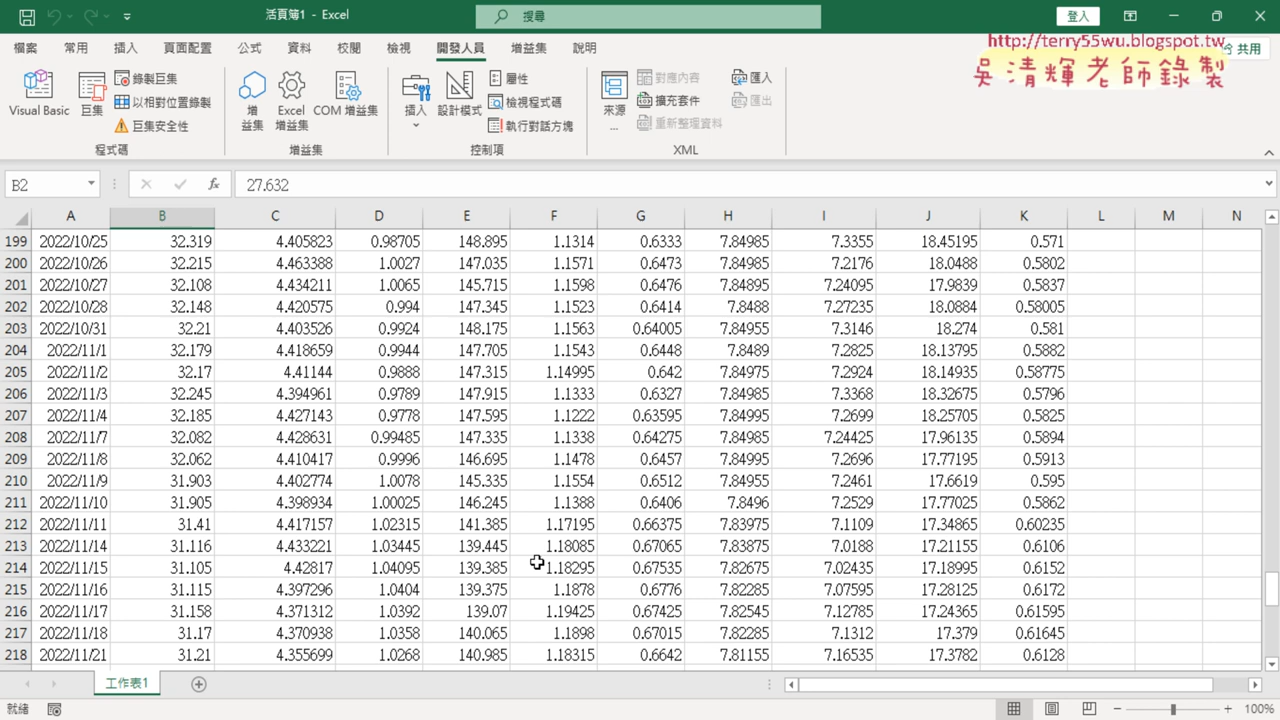 活頁簿1 - Excel
搜尋
登入
http://terry55wu.blogspot.tw
吳清輝老師錄製
共用
檔案 常用 插入 頁面配置 公式 資料 校閱 檢視 開發人員 增益集 說明
Visual Basic 巨集 錄製巨集 以相對位置錄製 巨集安全性 程式碼
增益集 Excel 增益集 COM 增益集 增益集
插入 設計模式 屬性 檢視程式碼 執行對話方塊 控制項
來源... 對應內容 擴充套件 重新整理資料 匯入 匯出 XML
B2 fx 27.632
A B C D E F G H I J K L M N
199 2022/10/25 32.319 4.405823 0.98705 148.895 1.1314 0.6333 7.84985 7.3355 18.45195 0.571
200 2022/10/26 32.215 4.463388 1.0027 147.035 1.1571 0.6473 7.84985 7.2176 18.0488 0.5802
201 2022/10/27 32.108 4.434211 1.0065 145.715 1.1598 0.6476 7.84895 7.24095 17.9839 0.5837
202 2022/10/28 32.148 4.420575 0.994 147.345 1.1523 0.6414 7.8488 7.27235 18.0884 0.58005
203 2022/10/31 32.21 4.403526 0.9924 148.175 1.1563 0.64005 7.84955 7.3146 18.274 0.581
204 2022/11/1 32.179 4.418659 0.9944 147.705 1.1543 0.6448 7.8489 7.2825 18.13795 0.5882
205 2022/11/2 32.17 4.41144 0.9888 147.315 1.14995 0.642 7.84975 7.2924 18.14935 0.58775
206 2022/11/3 32.245 4.394961 0.9789 147.915 1.1333 0.6327 7.84995 7.3368 18.32675 0.5796
207 2022/11/4 32.185 4.427143 0.9778 147.595 1.1222 0.63595 7.84995 7.2699 18.25705 0.5825
208 2022/11/7 32.082 4.428631 0.99485 147.335 1.1338 0.64275 7.84985 7.24425 17.96135 0.5894
209 2022/11/8 32.062 4.410417 0.9996 146.695 1.1478 0.6457 7.84995 7.2696 17.77195 0.5913
210 2022/11/9 31.903 4.402774 1.0078 145.335 1.1554 0.6512 7.84955 7.2461 17.6619 0.595
211 2022/11/10 31.905 4.398934 1.00025 146.245 1.1388 0.6406 7.8496 7.2529 17.77025 0.5862
212 2022/11/11 31.41 4.417157 1.02315 141.385 1.17195 0.66375 7.83975 7.1109 17.34865 0.60235
213 2022/11/14 31.116 4.433221 1.03445 139.445 1.18085 0.67065 7.83875 7.0188 17.21155 0.6106
214 2022/11/15 31.105 4.42817 1.04095 139.385 1.18295 0.67535 7.82675 7.02435 17.18995 0.6152
215 2022/11/16 31.115 4.397296 1.0404 139.375 1.1878 0.6776 7.82285 7.07595 17.28125 0.6172
216 2022/11/17 31.158 4.371312 1.0392 139.07 1.19425 0.67425 7.82545 7.12785 17.24365 0.61595
217 2022/11/18 31.17 4.370938 1.0358 140.065 1.1898 0.67015 7.82285 7.1312 17.379 0.61645
218 2022/11/21 31.21 4.355699 1.0268 140.985 1.18315 0.6642 7.81155 7.16535 17.3782 0.6128
工作表1
就緒 100%